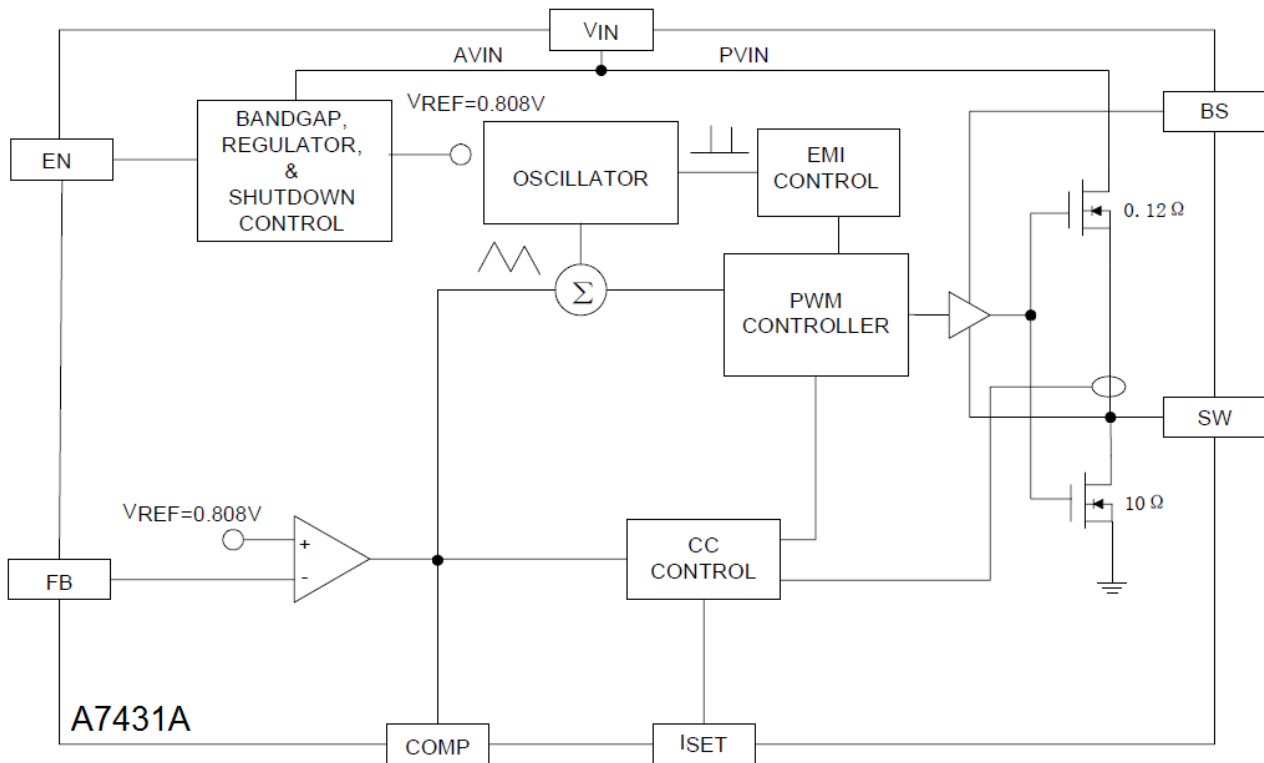 VIN
AVIN
PVIN
VREF=0.808V
BS
BANDGAP,
REGULATOR,
&
SHUTDOWN
CONTROL
EN
OSCILLATOR
EMI
CONTROL
0.12Ω
Σ
PWM
CONTROLLER
SW
VREF=0.808V
+
-
FB
CC
CONTROL
10Ω
A7431A
COMP
ISET